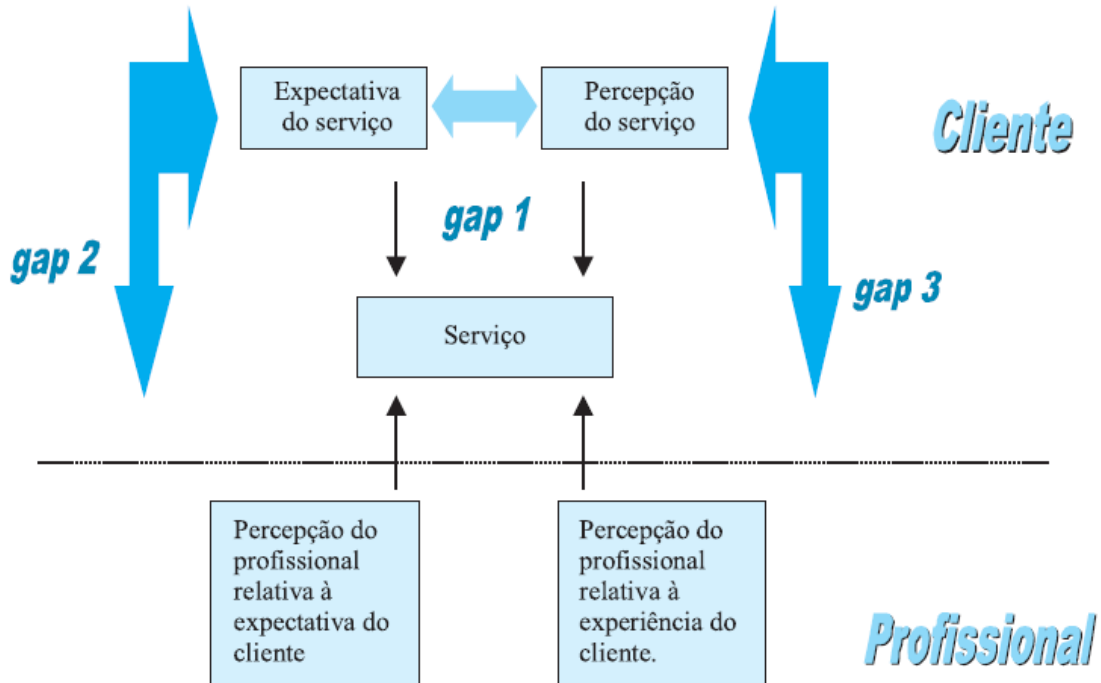 Expectativa
do serviço
Percepção
do serviço
Cliente
gap 1
gap 2
gap 3
Serviço
Percepção do
profissional
relativa à
expectativa do
cliente
Percepção do
profissional
relativa à
experiência do
cliente.
Profissional